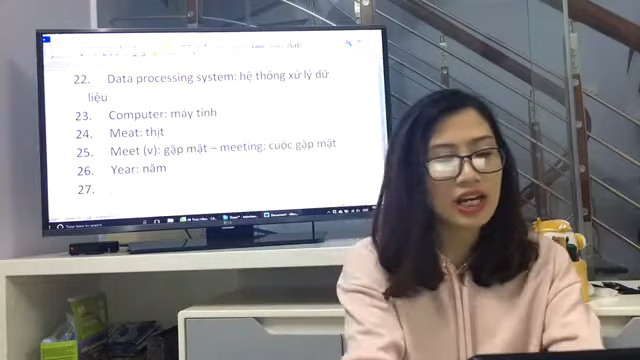 22. Data processing system: hệ thống xử lý dữ
liệu
23. Computer: máy tính
24. Meat: thịt
25. Meet (v): gặp mặt – meeting: cuộc gặp mặt
26. Year: năm
27.